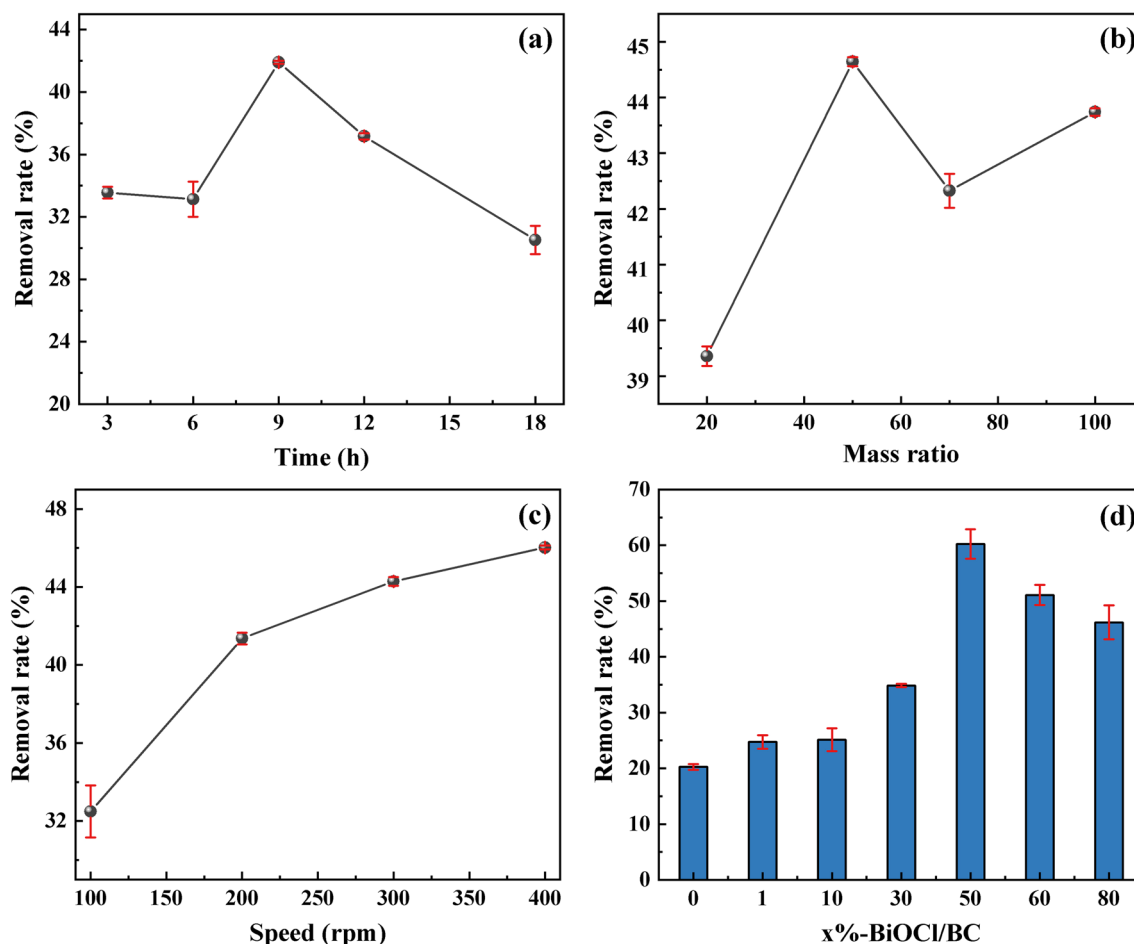 (a)
44
40
36
32
28
24
20
Removal rate (%)
3 6 9 12 15 18
Time (h)
(b)
45
44
43
42
41
40
39
Removal rate (%)
20 40 60 80 100
Mass ratio
(c)
48
44
40
36
32
Removal rate (%)
100 150 200 250 300 350 400
Speed (rpm)
(d)
70
60
50
40
30
20
10
0
Removal rate (%)
0 1 10 30 50 60 80
x%-BiOCl/BC